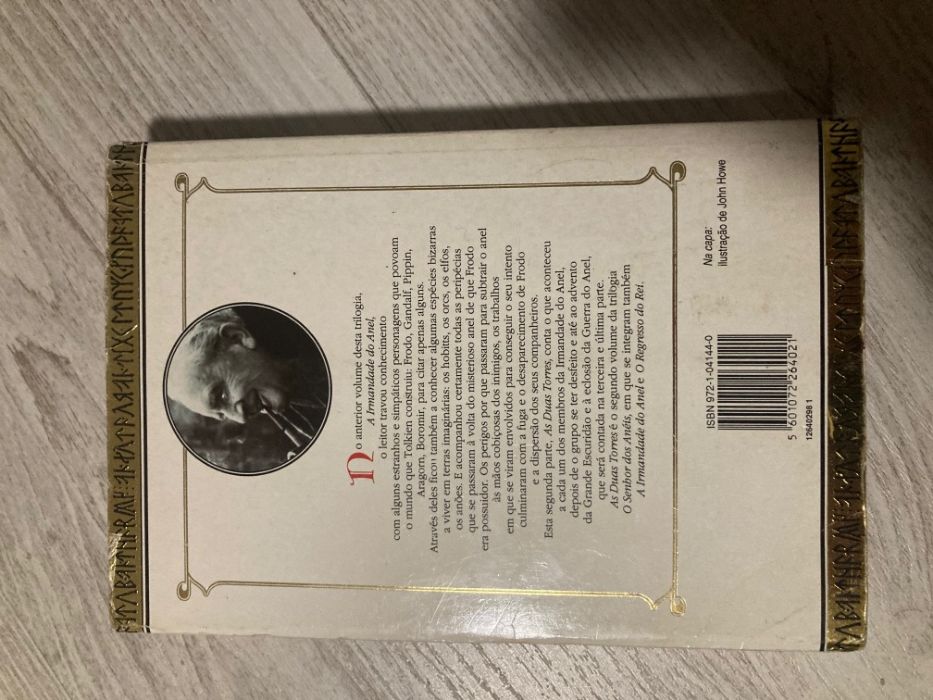 No anterior volume desta trilogia,
A Irmandade do Anel,
o leitor travou conhecimento
com alguns estranhos e simpáticos personagens que povoam
o mundo que Tolkien construiu: Frodo, Gandalf, Pippin,
Aragorn, Boromir, para citar apenas alguns.
Através deles ficou também a conhecer algumas espécies bizarras
a viver em terras imaginárias: os hobitts, os orcs, os elfos,
os anões. E acompanhou certamente todas as peripécias
que se passaram à volta do misterioso anel de que Frodo
era possuidor. Os perigos por que passaram para subtrair o anel
às mãos cobiçosas dos inimigos, os trabalhos
em que se viram envolvidos para conseguir o seu intento
culminaram com a fuga e o desaparecimento de Frodo
e a dispersão dos seus companheiros.
Esta segunda parte, As Duas Torres, conta o que aconteceu
a cada um dos membros da Irmandade do Anel,
depois de o grupo se ter desfeito e até ao advento
da Grande Escuridão e à eclosão da Guerra do Anel,
que será contada na terceira e última parte.
As Duas Torres é o segundo volume da trilogia
O Senhor dos Anéis, em que se integram também
A Irmandade do Anel e O Regresso do Rei.
ISBN 972-1-04144-0
5 601072 264021
12640298 1
Na capa:
ilustração de John Howe